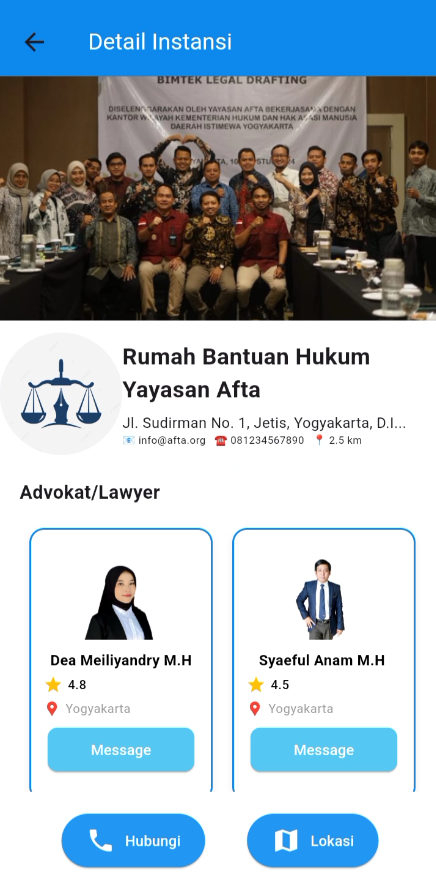 Detail Instansi
BIMTEK LEGAL DRAFTING
DISELENGGARAKAN OLEH YAYASAN AFTA BEKERJASAMA DENGAN
KANTOR WILAYAH KEMENTERIAN HUKUM DAN HAK ASASI MANUSIA
DAERAH ISTIMEWA YOGYAKARTA
Rumah Bantuan Hukum
Yayasan Afta
Jl. Sudirman No. 1, Jetis, Yogyakarta, D.I...
info@afta.org 081234567890 2.5 km
Advokat/Lawyer
Dea Meiliyandry M.H
4.8
Yogyakarta
Message
Syaeful Anam M.H
4.5
Yogyakarta
Message
Hubungi
Lokasi